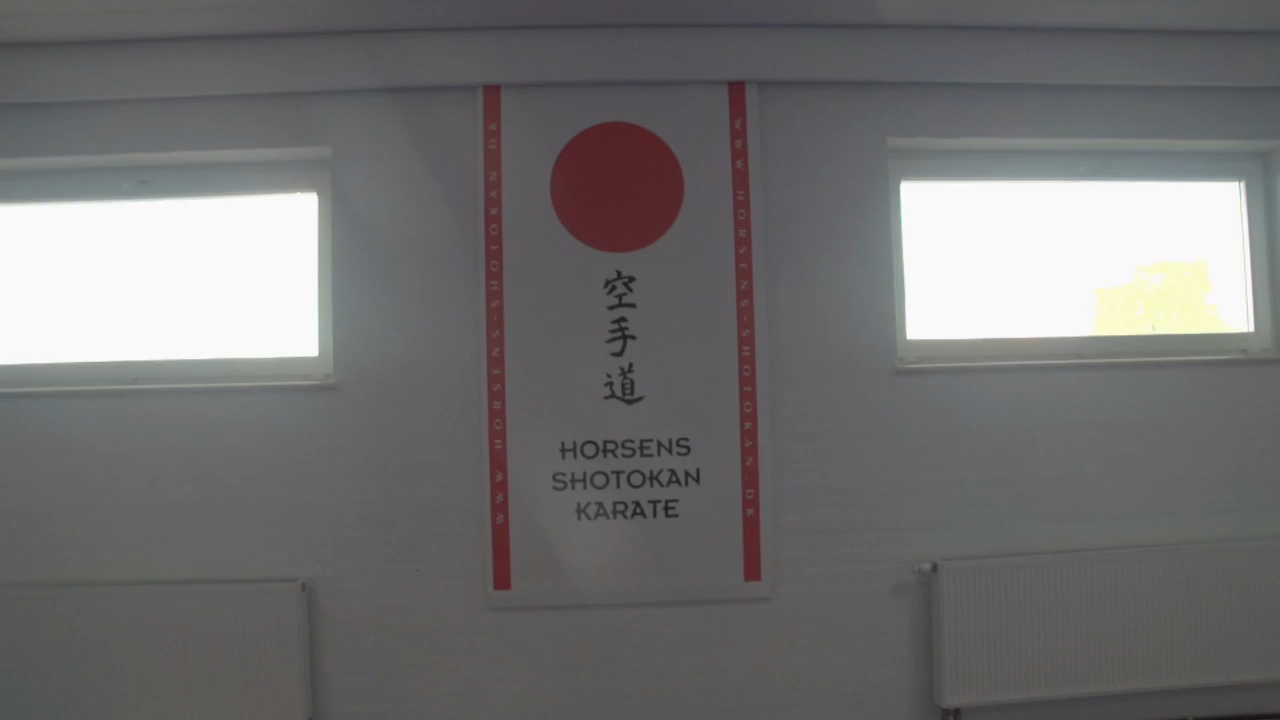 WWW.HORSENS-SHOTOKAN.DK
WWW.HORSENS-SHOTOKAN.DK
空
手
道
HORSENS
SHOTOKAN
KARATE